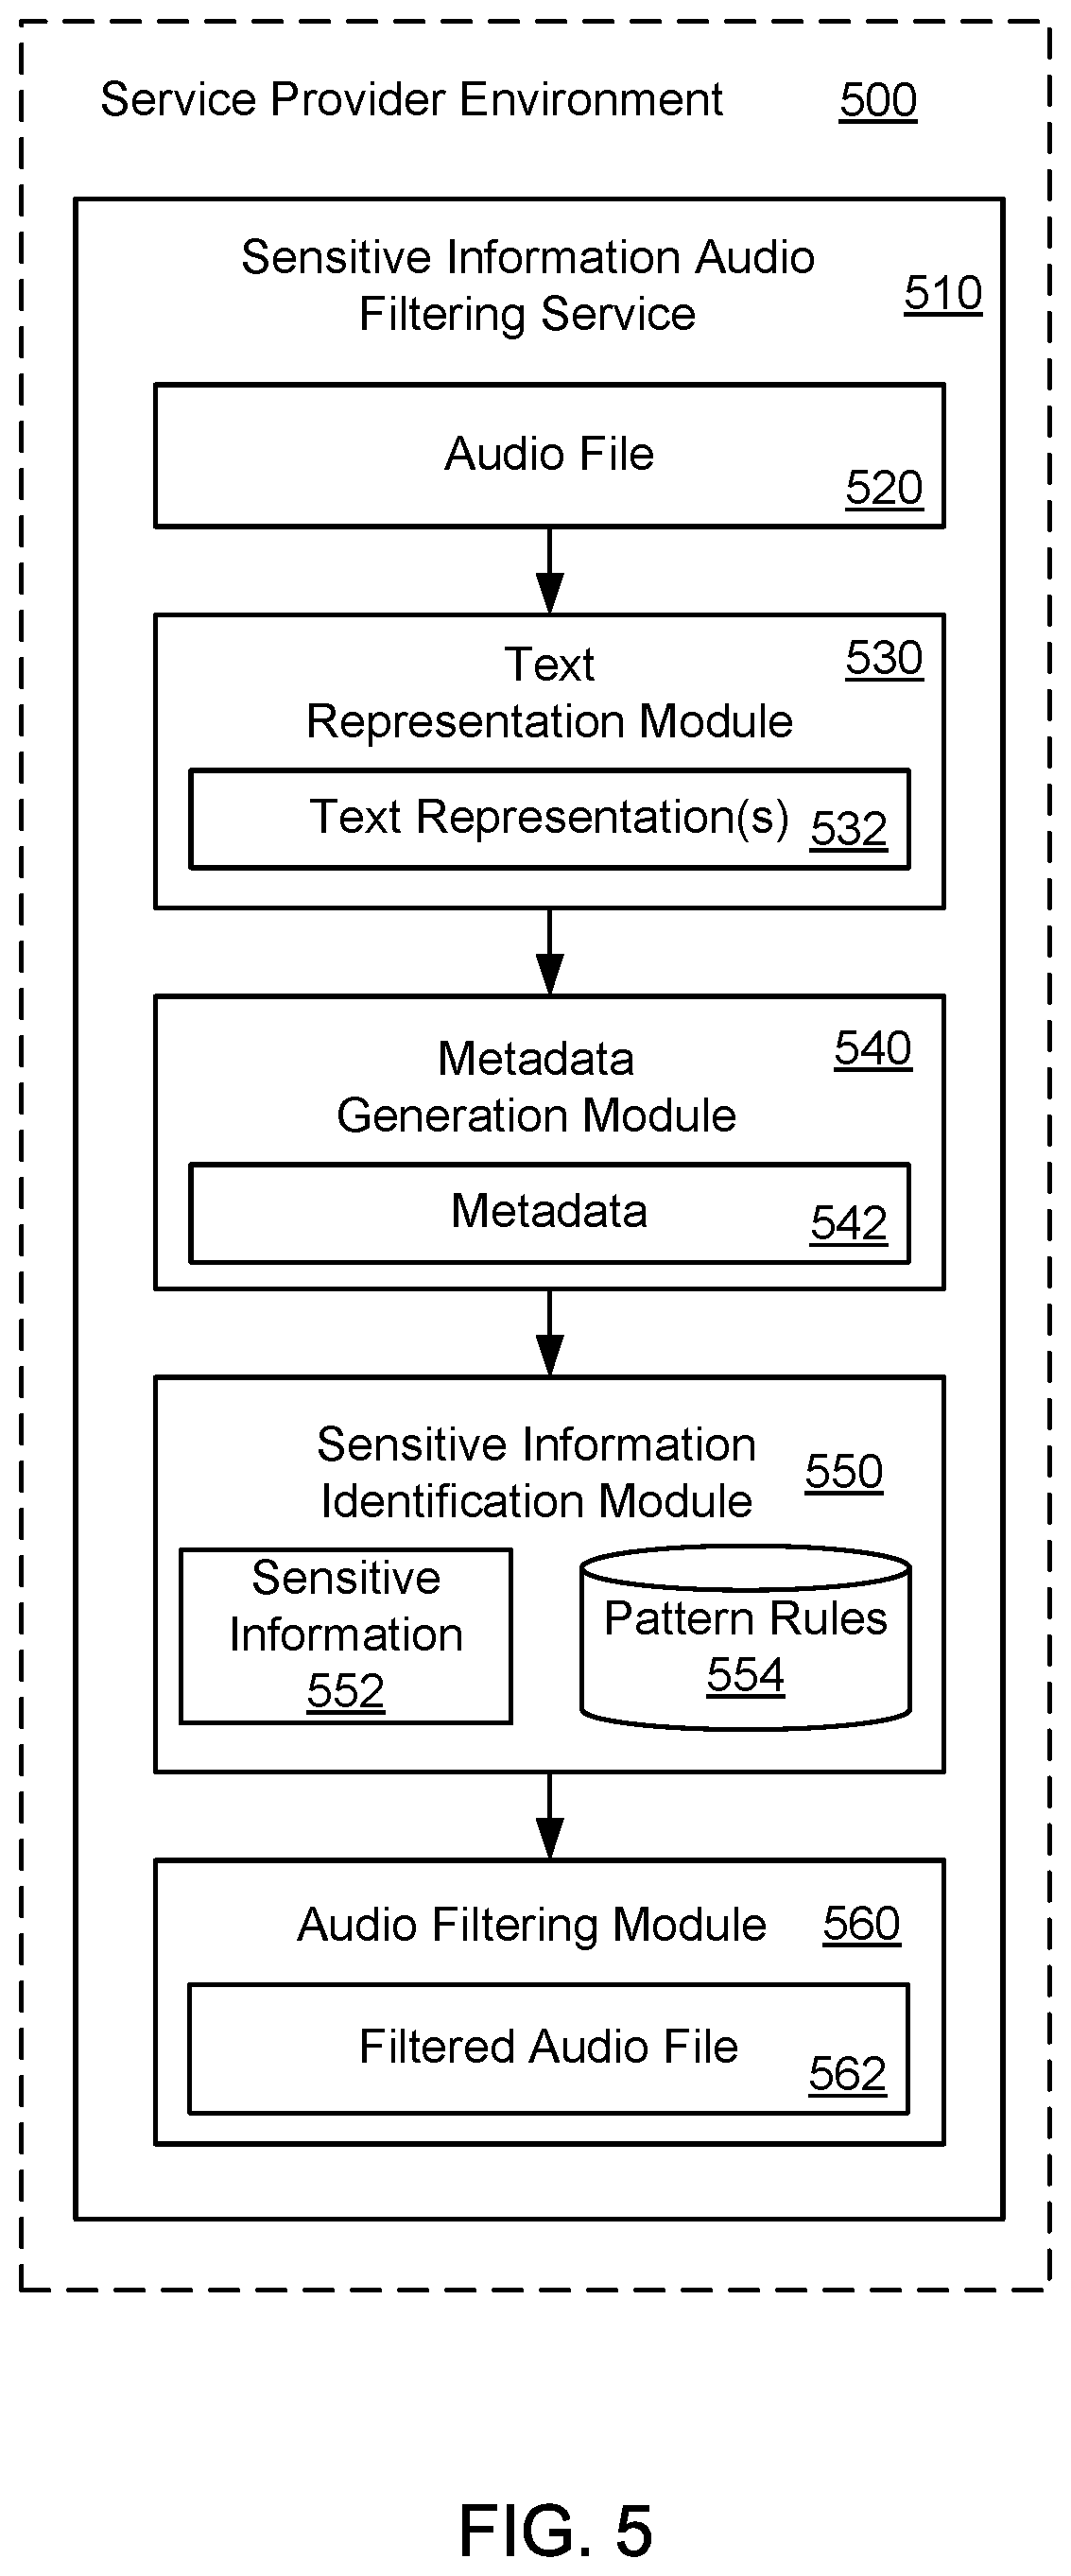 Service Provider Environment 500
Sensitive Information Audio
Filtering Service
510
Audio File
520
Text
530
Representation Module
Text Representation(s) 532
Metadata
540
Generation Module
Metadata 542
Sensitive Information
550
Identification Module
Sensitive
Information
552
Pattern Rules
554
Audio Filtering Module 560
Filtered Audio File
562
FIG. 5